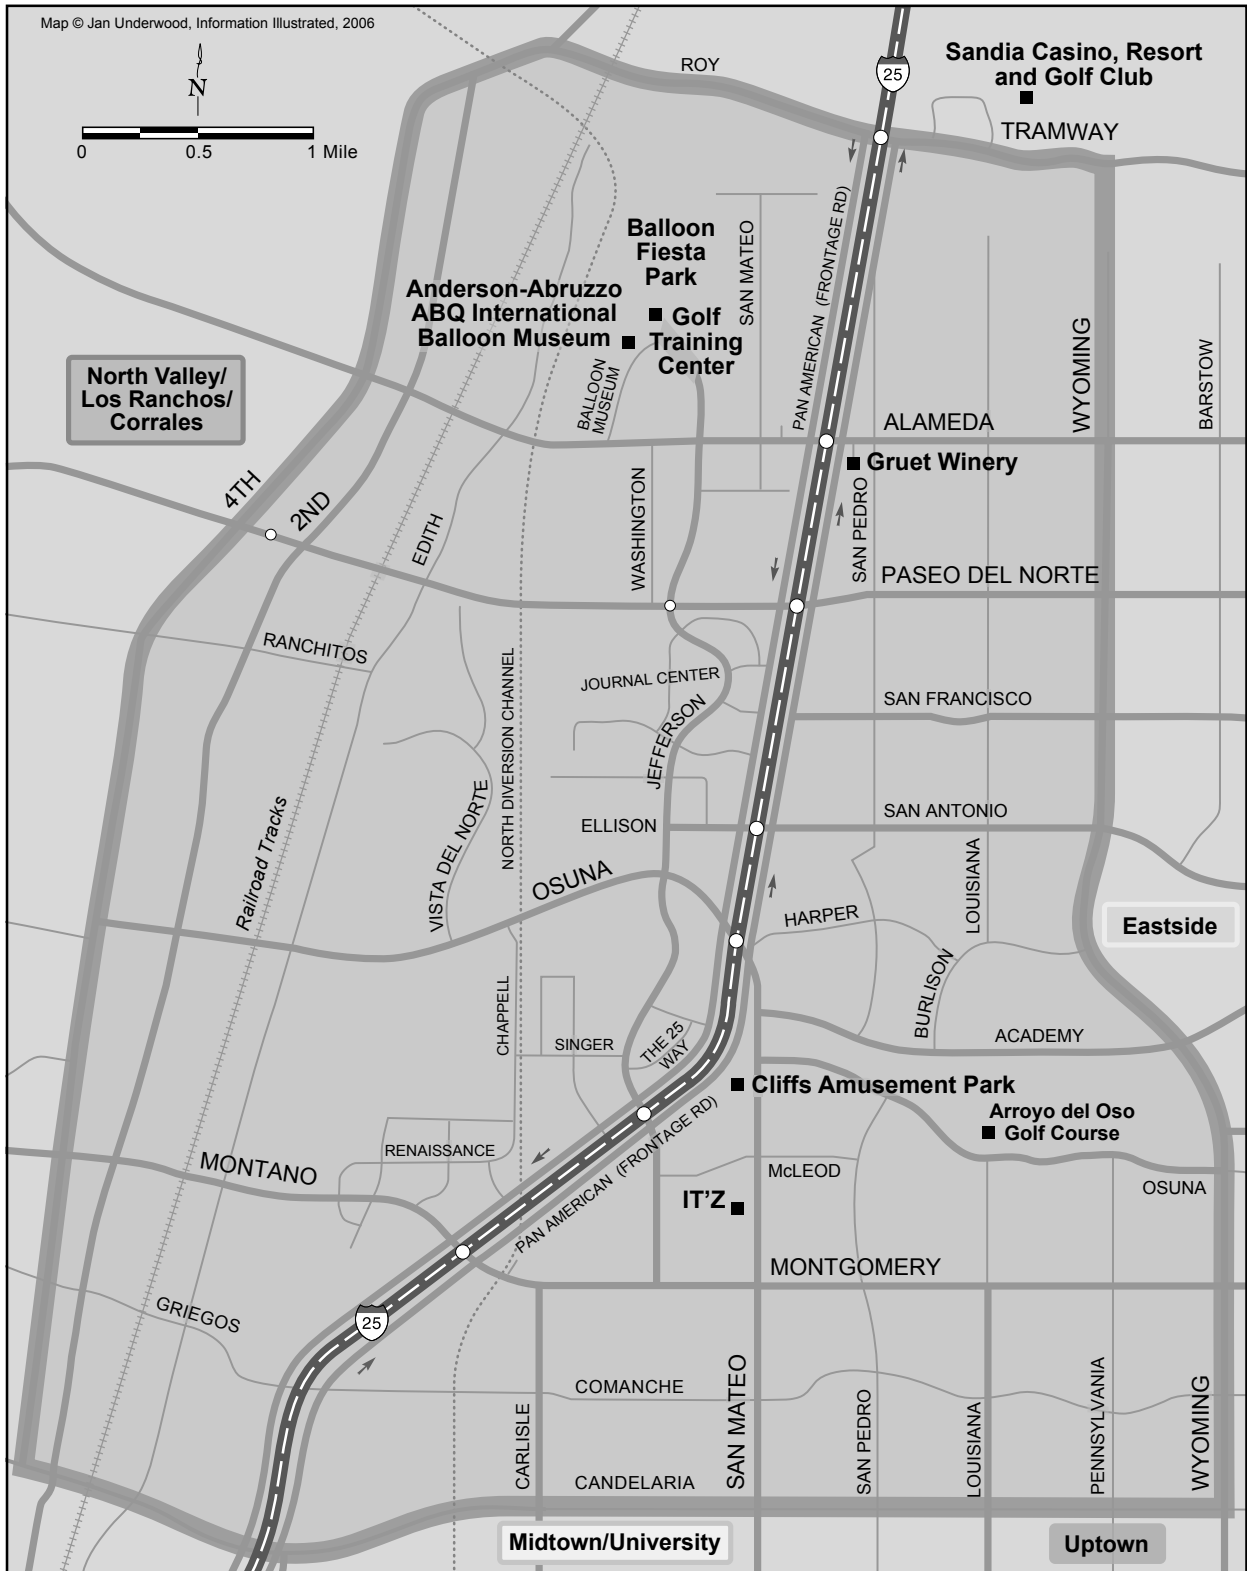 Map © Jan Underwood, Information Illustrated, 2006
N
0 0.5 1 Mile
ROY
25
Sandia Casino, Resort
and Golf Club
TRAMWAY
Balloon
Fiesta
Park
SAN MATEO
PAN AMERICAN (FRONTAGE RD)
Anderson-Abruzzo
ABQ International
Balloon Museum
Golf
Training
Center
BALLOON
MUSEUM
North Valley/
Los Ranchos/
Corrales
WYOMING
BARSTOW
ALAMEDA
Gruet Winery
4TH
2ND
EDITH
WASHINGTON
SAN PEDRO
PASEO DEL NORTE
RANCHITOS
NORTH DIVERSION CHANNEL
JOURNAL CENTER
JEFFERSON
SAN FRANCISCO
Railroad Tracks
VISTA DEL NORTE
ELLISON
SAN ANTONIO
OSUNA
LOUISIANA
HARPER
Eastside
BURLISON
CHAPPELL
SINGER
THE 25
WAY
ACADEMY
Cliffs Amusement Park
Arroyo del Oso
Golf Course
PAN AMERICAN (FRONTAGE RD)
RENAISSANCE
MONTANO
McLEOD
OSUNA
IT'Z
MONTGOMERY
GRIEGOS
25
COMANCHE
CARLISLE
SAN MATEO
SAN PEDRO
LOUISIANA
PENNSYLVANIA
WYOMING
CANDELARIA
Midtown/University
Uptown